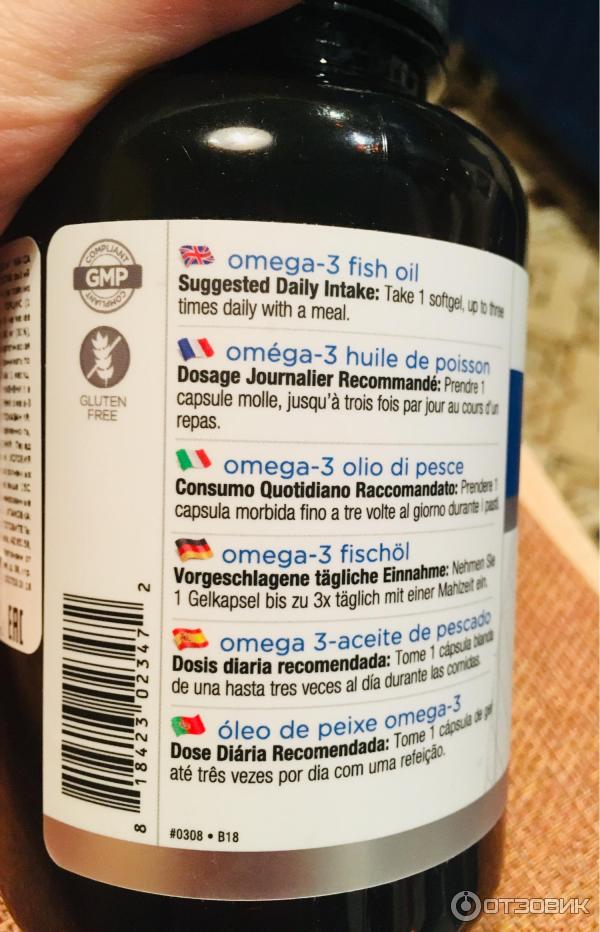 COMPLIANT
GMP
COMPLIANT
GLUTEN
FREE
omega-3 fish oil
Suggested Daily Intake: Take 1 softgel, up to three
times daily with a meal.
oméga-3 huile de poisson
Dosage Journalier Recommandé: Prendre 1
capsule molle, jusqu'à trois fois par jour au cours d'un
repas.
omega-3 olio di pesce
Consumo Quotidiano Raccomandato: Prendere 1
capsula morbida fino a tre volte al giorno durante i pasti.
omega-3 fischöl
Vorgeschlagene tägliche Einnahme: Nehmen Sie
1 Gelkapsel bis zu 3x täglich mit einer Mahlzeit ein.
omega 3-aceite de pescado
Dosis diaria recomendada: Tome 1 cápsula blanda
de una hasta tres veces al día durante las comidas.
óleo de peixe omega-3
Dose Diária Recomendada: Tome 1 cápsula de gel
até três vezes por dia com uma refeição.
8 18423 02347 2
#0308 • B18
EAC
ОТЗОВИК